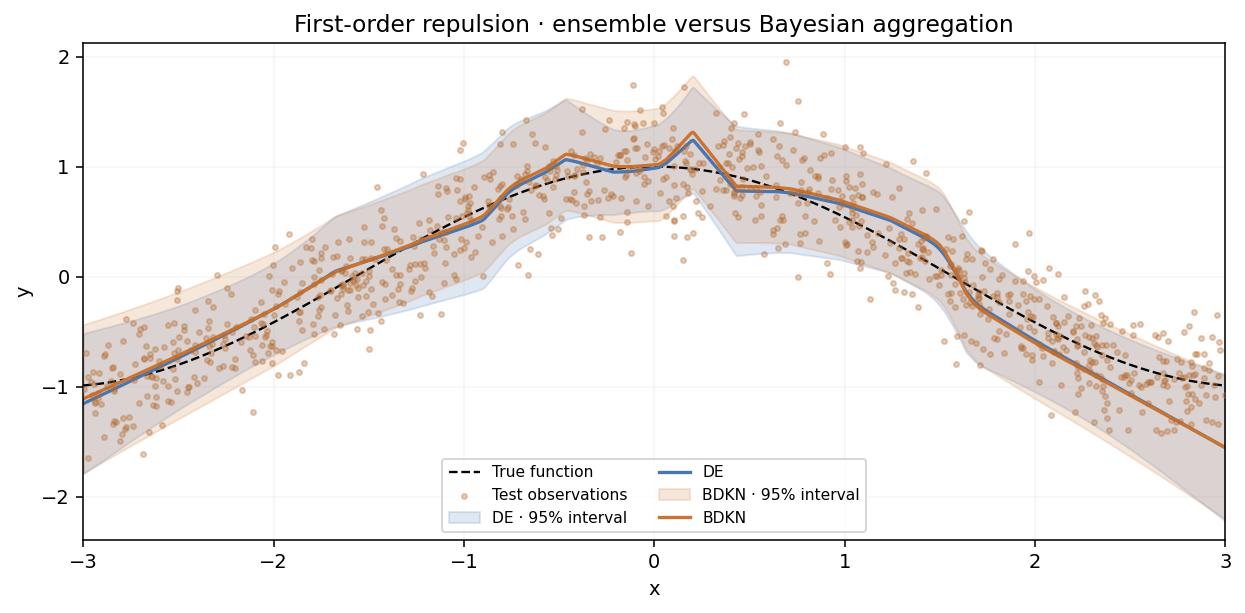 First-order repulsion · ensemble versus Bayesian aggregation
y
2
1
0
−1
−2
True function
Test observations
DE · 95% interval
DE
BDKN · 95% interval
BDKN
−3
−2
−1
0
1
2
3
x